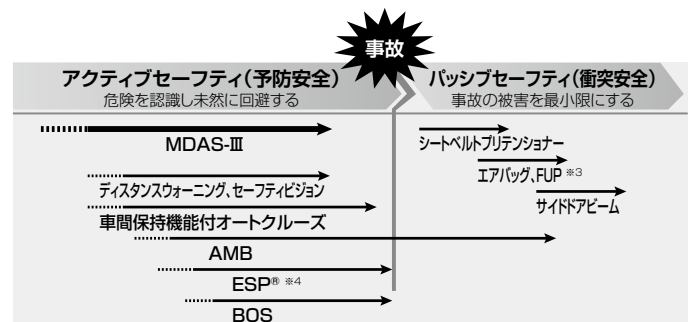 事故
アクティブセーフティ(予防安全)
危険を認識し未然に回避する
パッシブセーフティ(衝突安全)
事故の被害を最小限にする
MDAS-Ⅲ
シートベルトプリテンショナー
エアバッグ、FUP ※3
ディスタンスウォーニング、セーフティビジョン
サイドドアビーム
車間保持機能付オートクルーズ
AMB
ESP® ※4
BOS